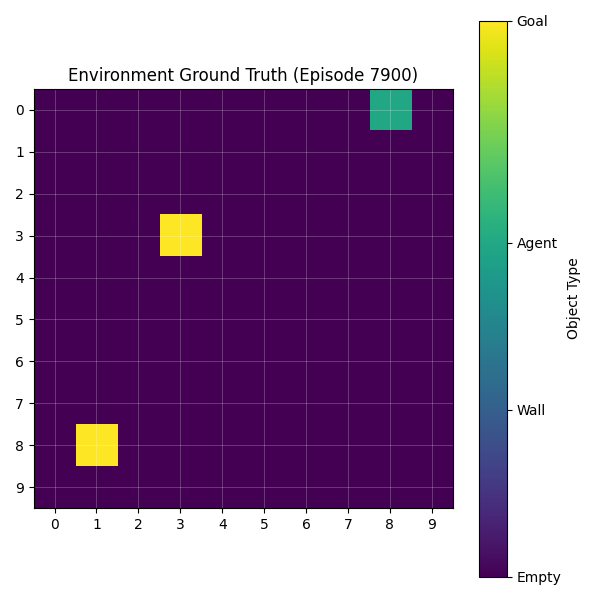 Environment Ground Truth (Episode 7900)
0
1
2
3
4
5
6
7
8
9
0 1 2 3 4 5 6 7 8 9
Goal
Agent
Wall
Empty
Object Type